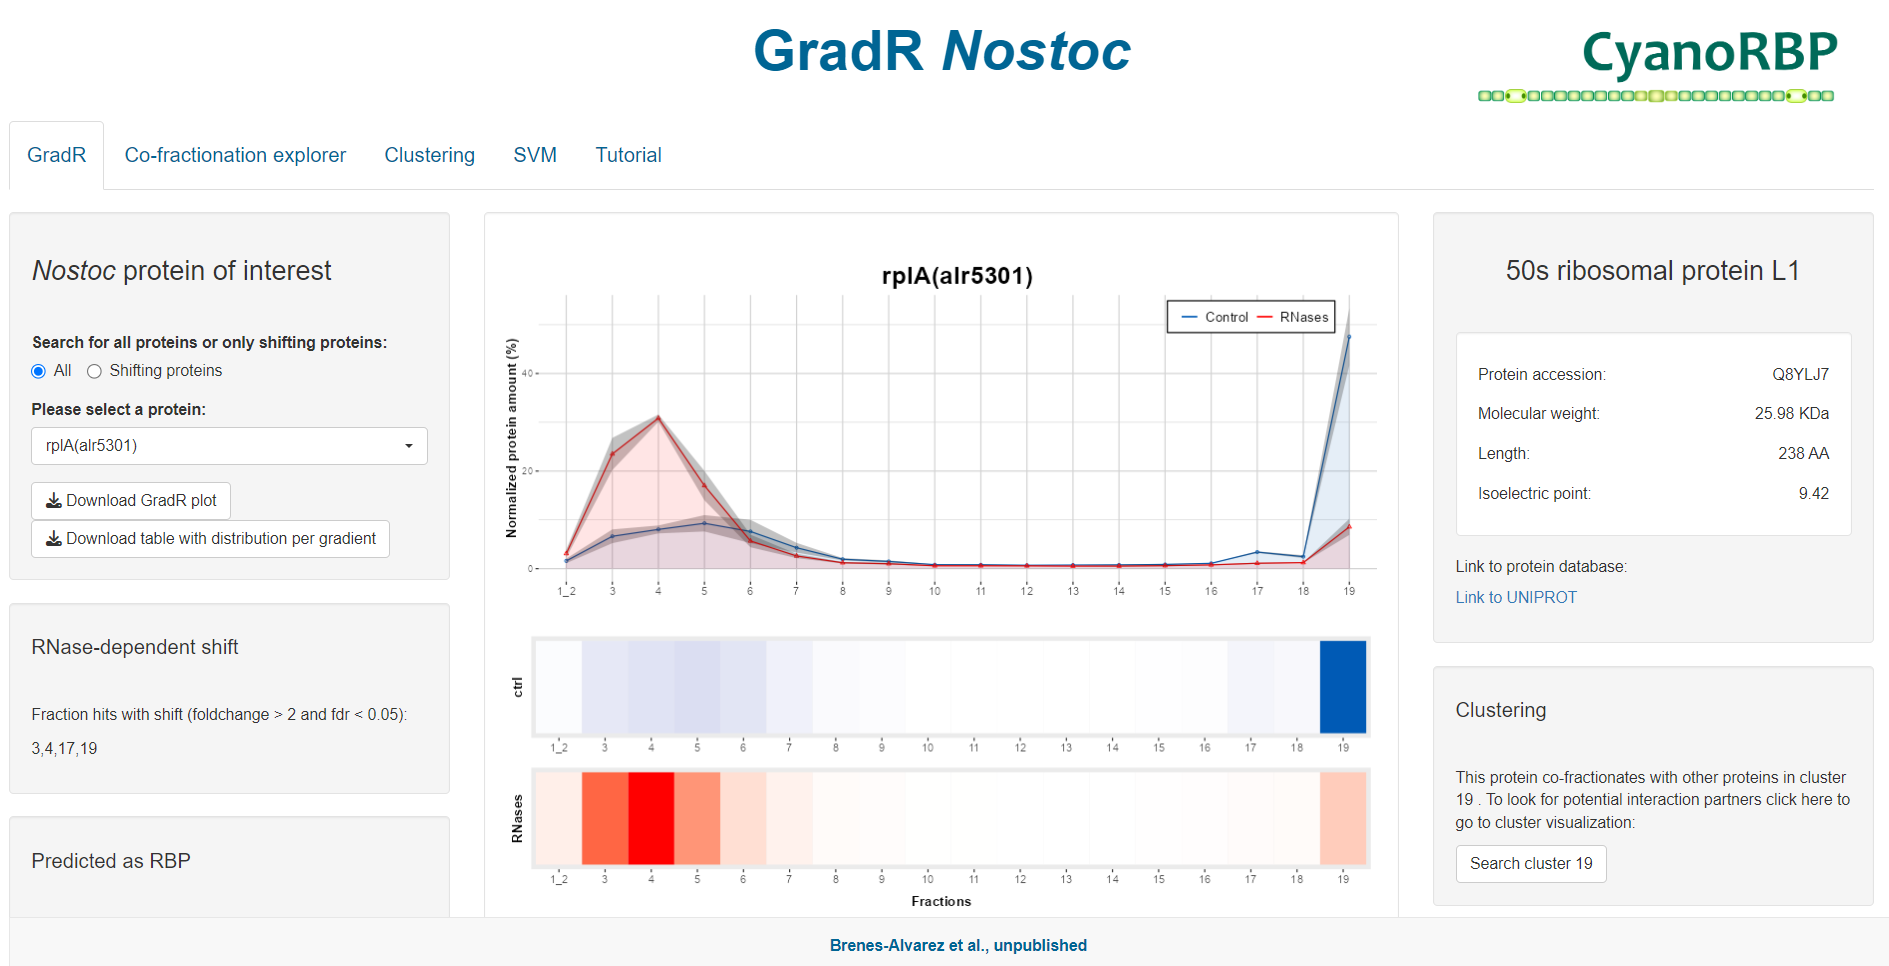 GradR Nostoc
CyanoRBP
GradR
Co-fractionation explorer
Clustering
SVM
Tutorial
Nostoc protein of interest
Search for all proteins or only shifting proteins:
All
Shifting proteins
Please select a protein:
rplA(alr5301)
Download GradR plot
Download table with distribution per gradient
RNase-dependent shift
Fraction hits with shift (foldchange > 2 and fdr < 0.05):
3,4,17,19
Predicted as RBP
rplA(alr5301)
Control RNases
Normalized protein amount (%)
40
20
0
1_2 3 4 5 6 7 8 9 10 11 12 13 14 15 16 17 18 19
ctrl
1_2 3 4 5 6 7 8 9 10 11 12 13 14 15 16 17 18 19
RNases
1_2 3 4 5 6 7 8 9 10 11 12 13 14 15 16 17 18 19
Fractions
50s ribosomal protein L1
Protein accession: Q8YLJ7
Molecular weight: 25.98 KDa
Length: 238 AA
Isoelectric point: 9.42
Link to protein database:
Link to UNIPROT
Clustering
This protein co-fractionates with other proteins in cluster
19 . To look for potential interaction partners click here to
go to cluster visualization:
Search cluster 19
Brenes-Alvarez et al., unpublished